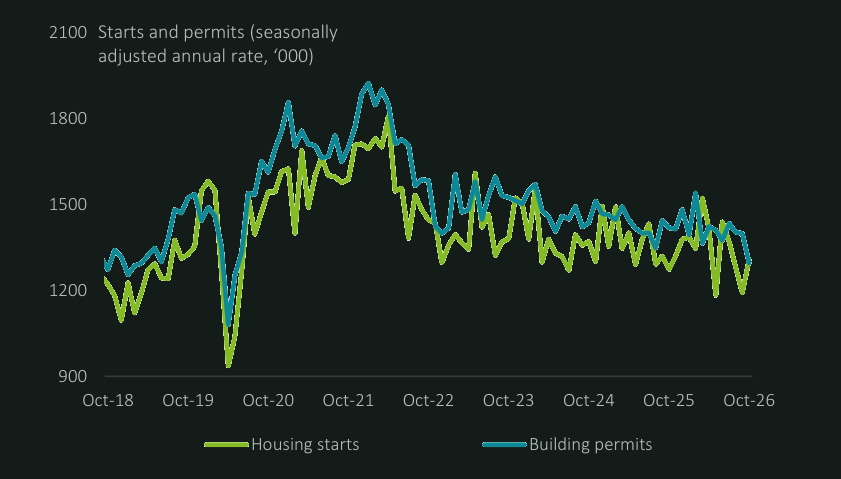 2100
Starts and permits (seasonally
adjusted annual rate, ‘000)
1800
1500
1200
900
Oct-18 Oct-19 Oct-20 Oct-21 Oct-22 Oct-23 Oct-24 Oct-25 Oct-26
Housing starts Building permits